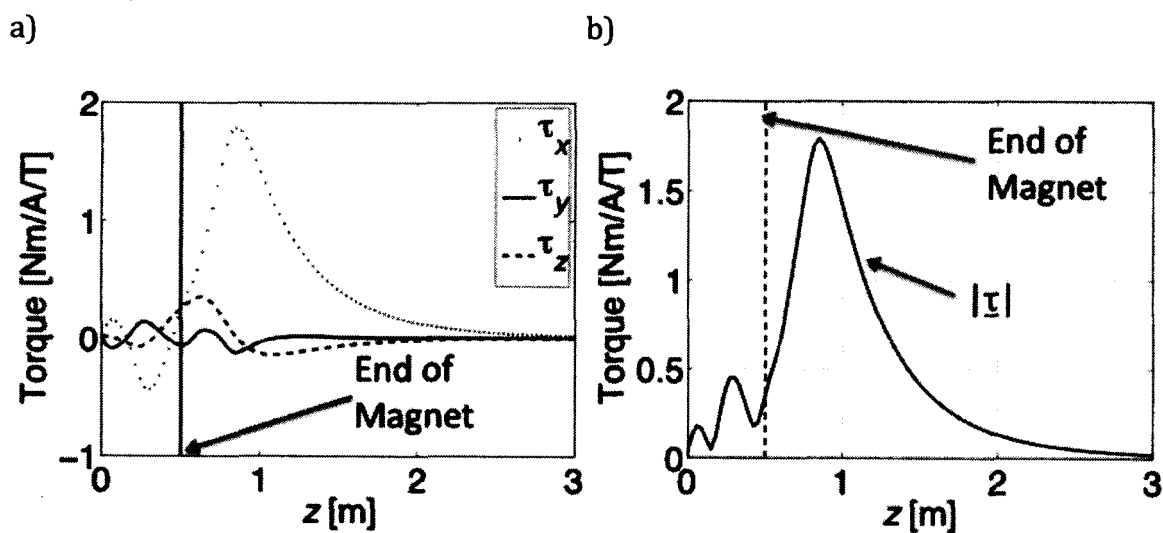 a)
2
1
0
−1
0
1
2
3
Torque [Nm/A/T]
z [m]
τx
τy
τz
End of
Magnet
b)
2
1.5
1
0.5
0
0
1
2
3
Torque [Nm/A/T]
z [m]
End of
Magnet
|τ|